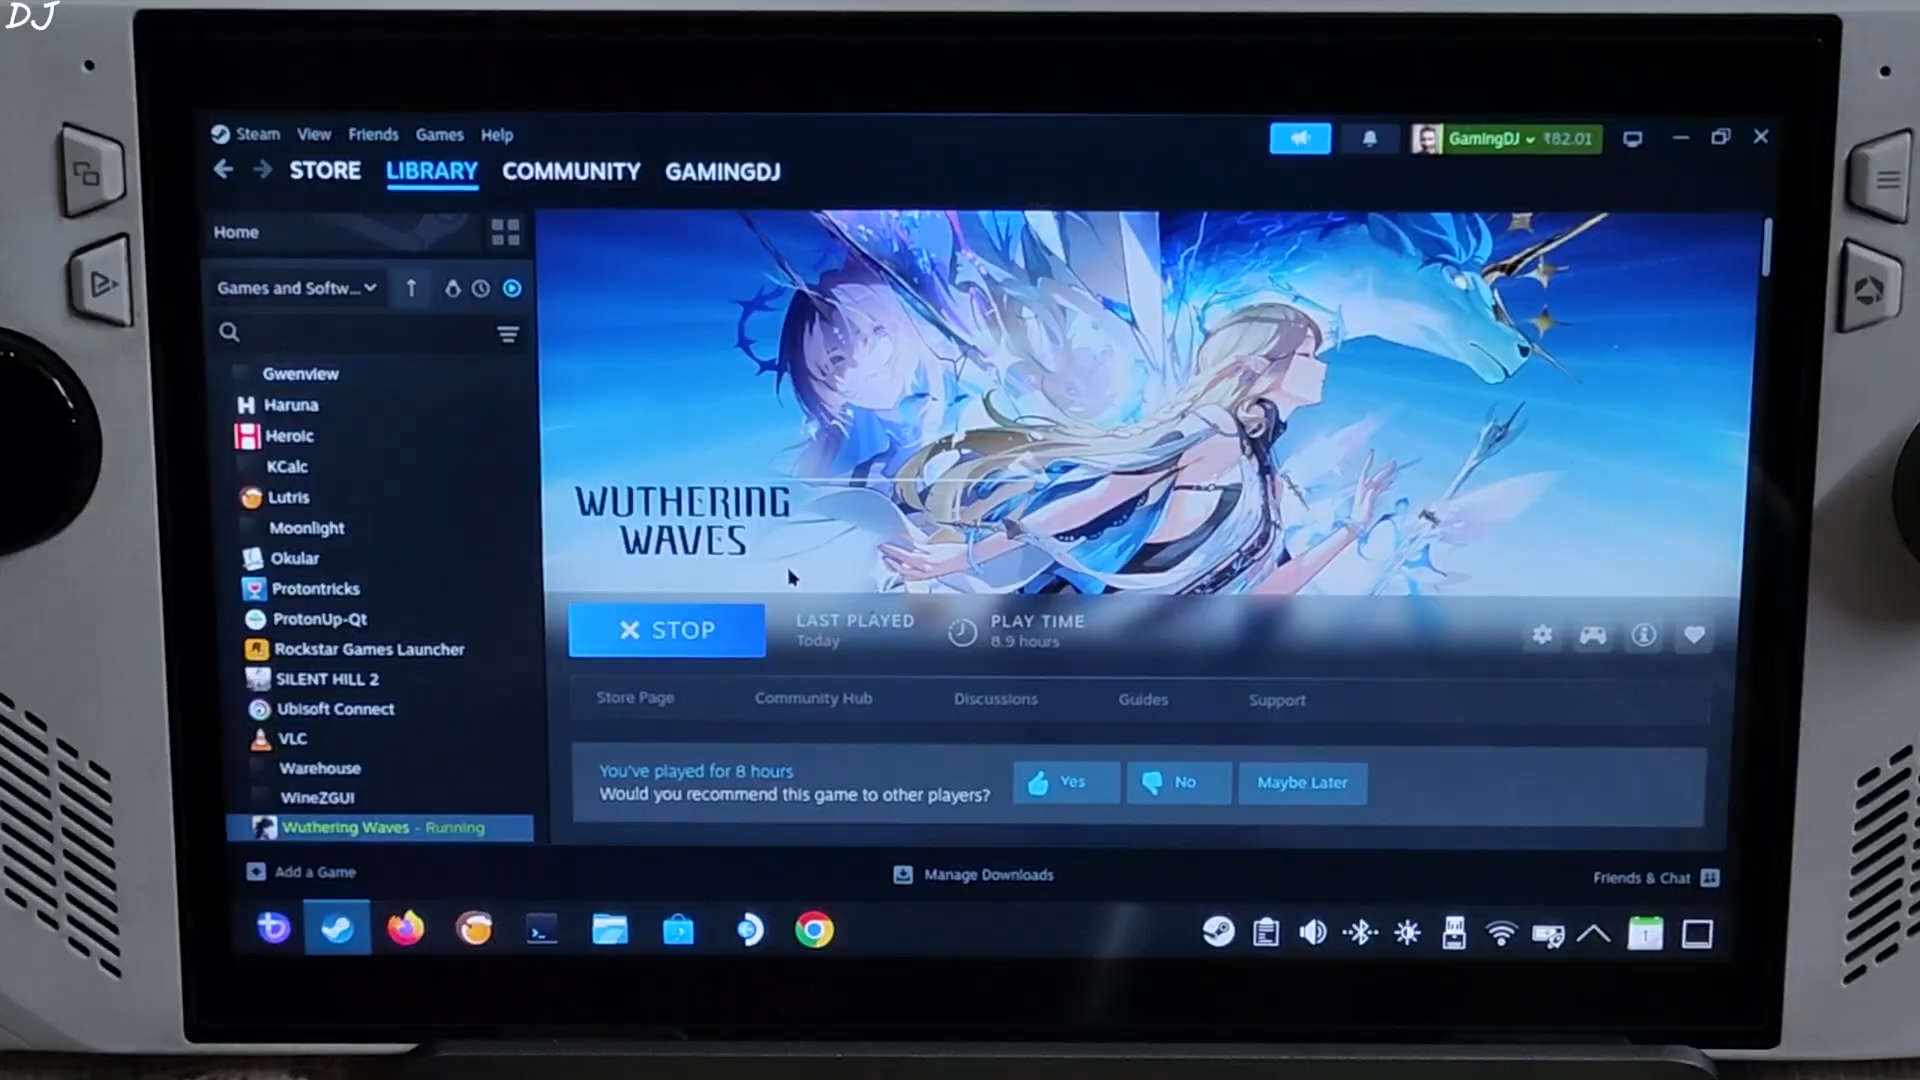 DJ
Steam View Friends Games Help
GamingDJ ₹82.01
STORE LIBRARY COMMUNITY GAMINGDJ
Home
Games and Softw...
Gwenview
Haruna
Heroic
KCalc
Lutris
Moonlight
Okular
Protontricks
ProtonUp-Qt
Rockstar Games Launcher
SILENT HILL 2
Ubisoft Connect
VLC
Warehouse
WineZGUI
Wuthering Waves - Running
WUTHERING
WAVES
STOP
LAST PLAYED
Today
PLAY TIME
8.9 hours
Store Page Community Hub Discussions Guides Support
You've played for 8 hours
Would you recommend this game to other players?
Yes No Maybe Later
Add a Game
Manage Downloads
Friends & Chat
1